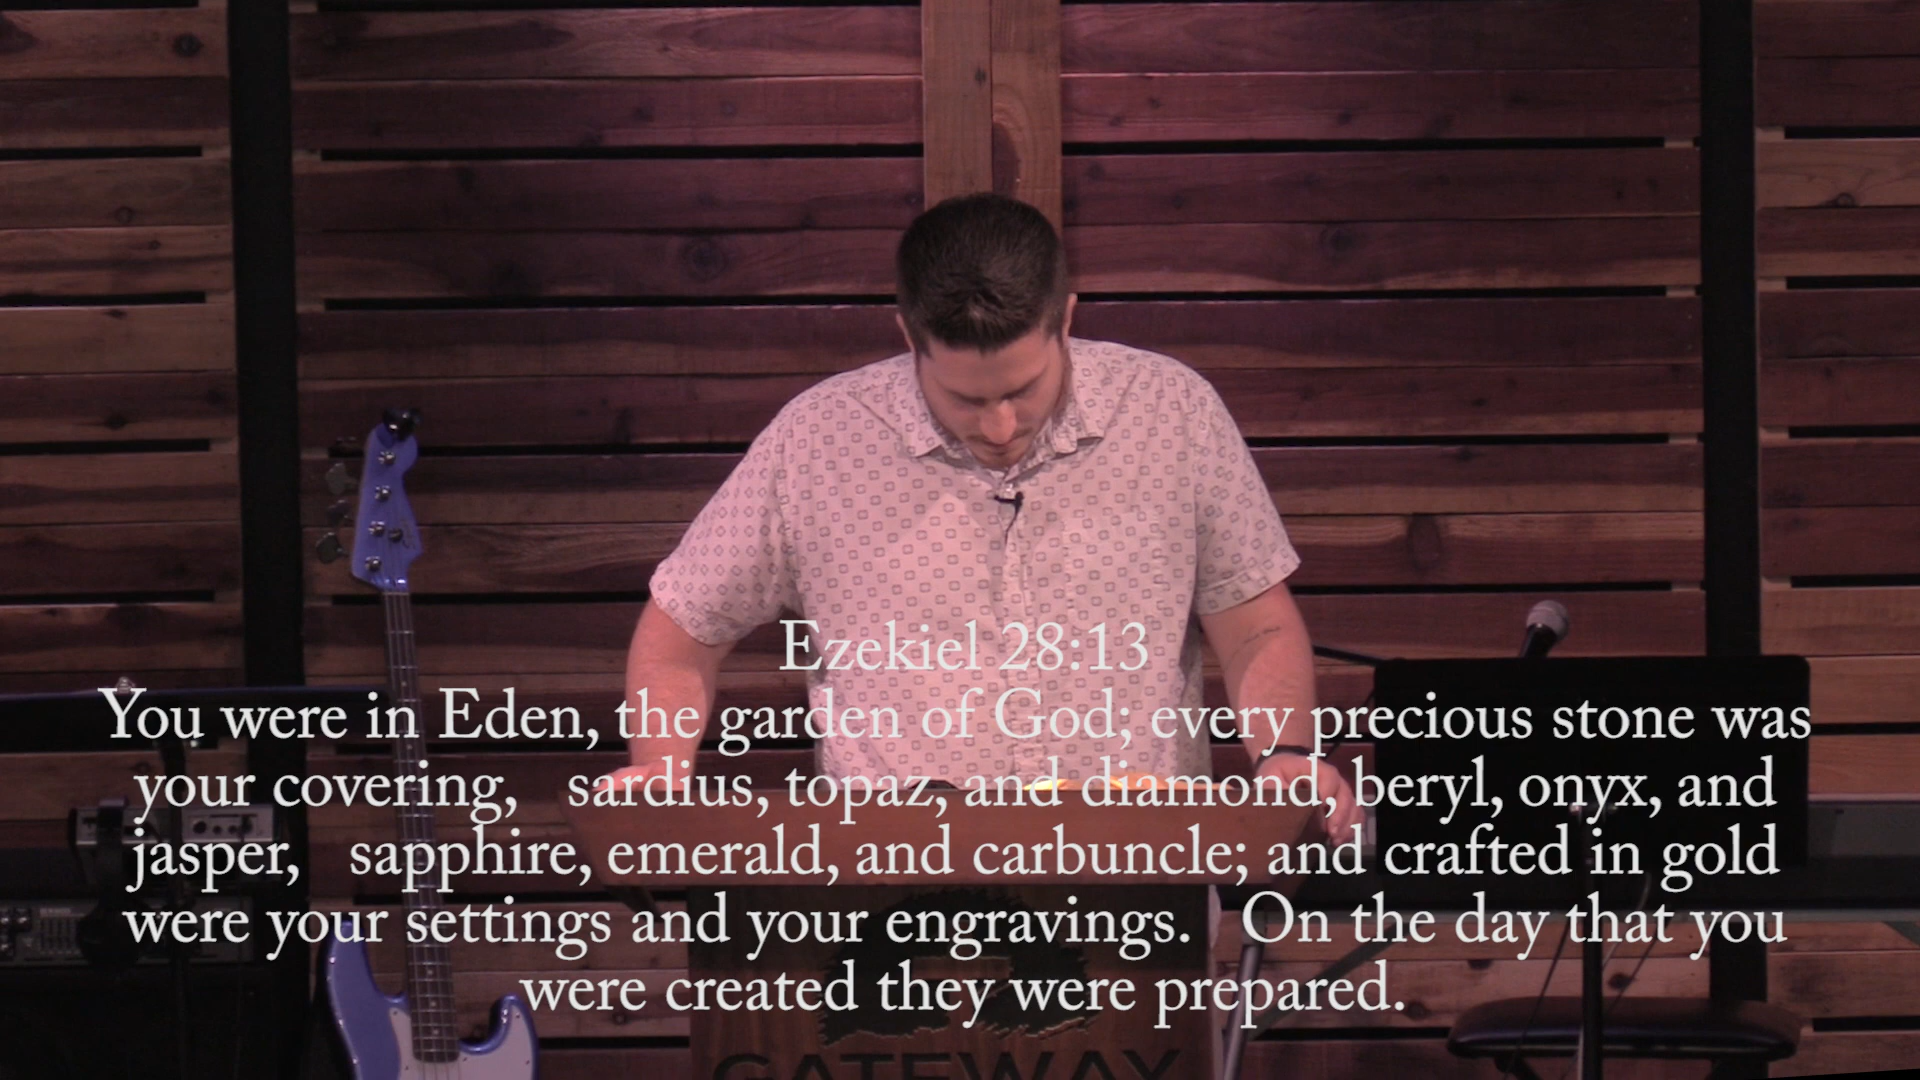 Ezekiel 28:13
You were in Eden, the garden of God; every precious stone was
your covering,   sardius, topaz, and diamond, beryl, onyx, and
jasper,   sapphire, emerald, and carbuncle; and crafted in gold
were your settings and your engravings.   On the day that you
were created they were prepared.
GATEWAY